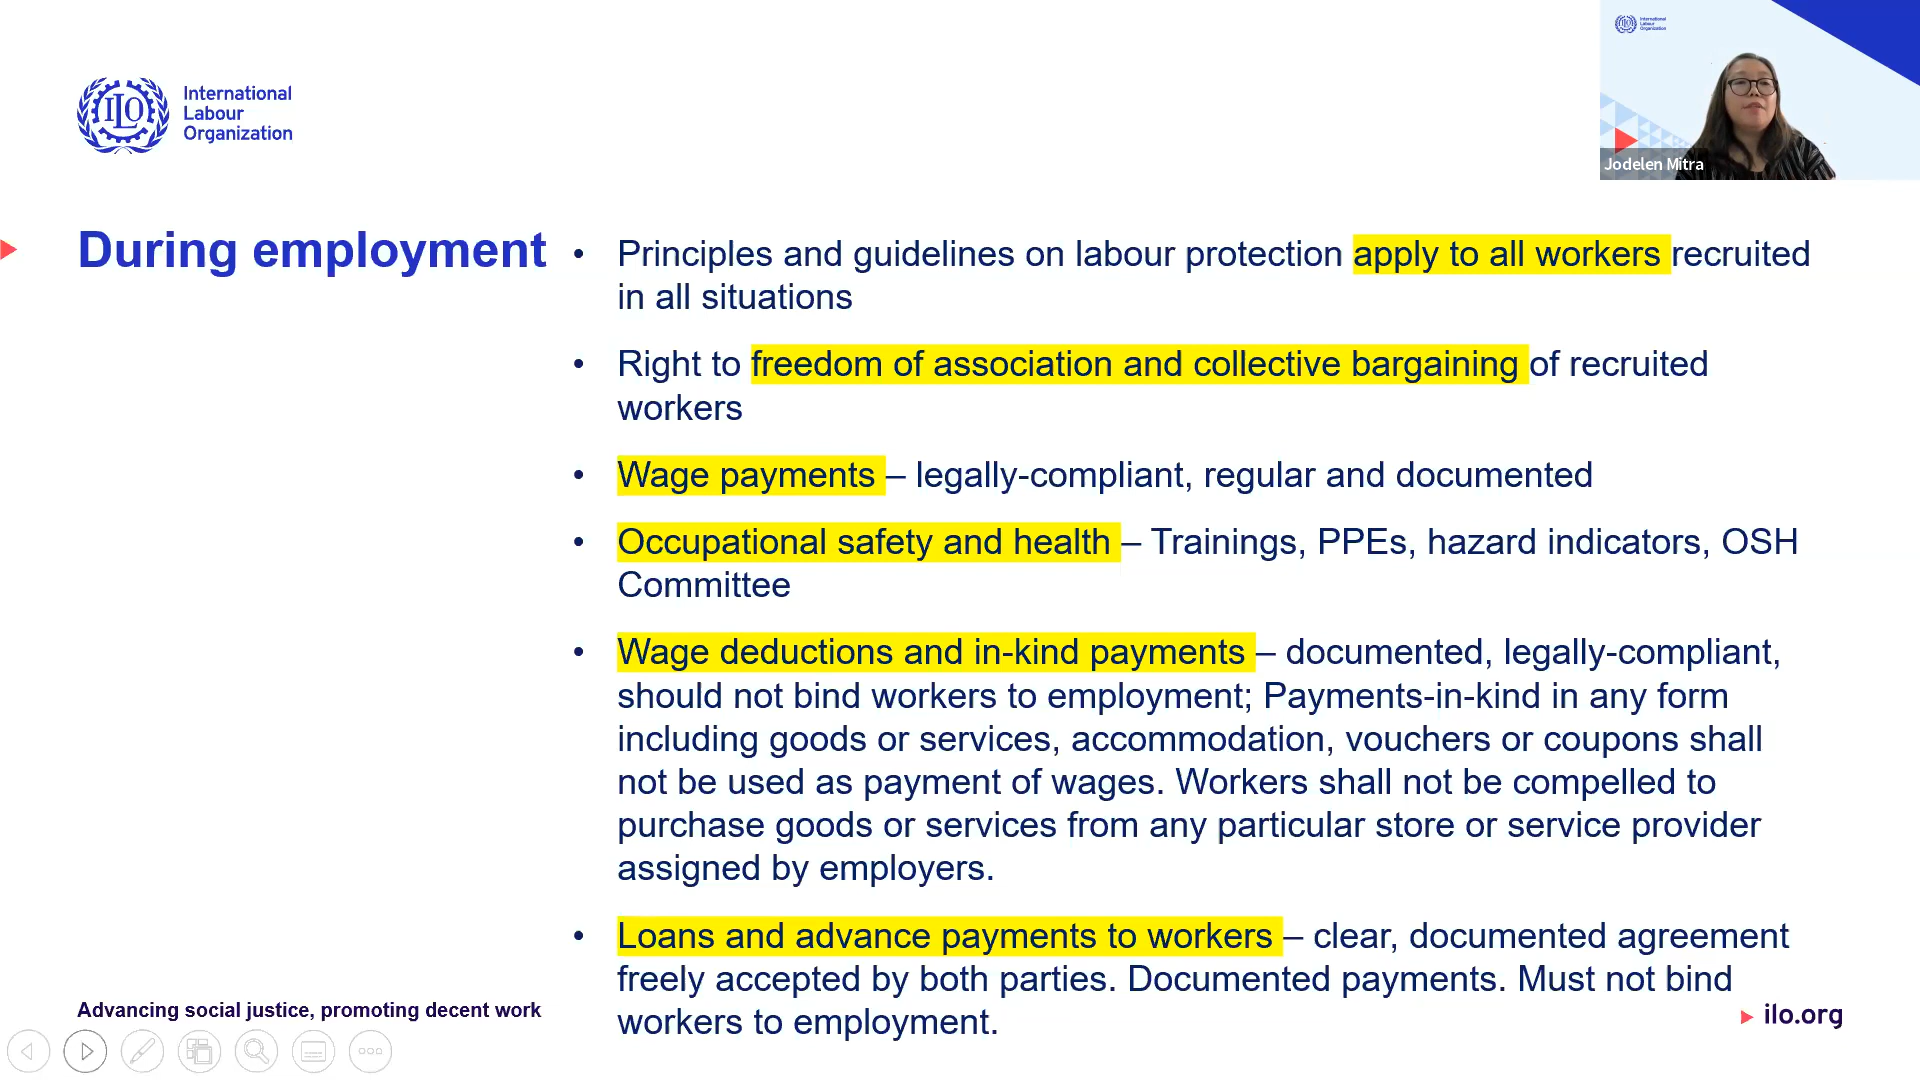 International
Labour
Organization
ILO
International
Labour
Organization
Jodelen Mitra
During employment
• Principles and guidelines on labour protection apply to all workers recruited
in all situations
• Right to freedom of association and collective bargaining of recruited
workers
• Wage payments – legally-compliant, regular and documented
• Occupational safety and health – Trainings, PPEs, hazard indicators, OSH
Committee
• Wage deductions and in-kind payments – documented, legally-compliant,
should not bind workers to employment; Payments-in-kind in any form
including goods or services, accommodation, vouchers or coupons shall
not be used as payment of wages. Workers shall not be compelled to
purchase goods or services from any particular store or service provider
assigned by employers.
• Loans and advance payments to workers – clear, documented agreement
freely accepted by both parties. Documented payments. Must not bind
workers to employment.
Advancing social justice, promoting decent work
ilo.org